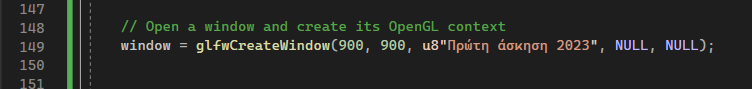 147
148 // Open a window and create its OpenGL context
149 window = glfwCreateWindow(900, 900, u8"Πρώτη άσκηση 2023", NULL, NULL);
150
151